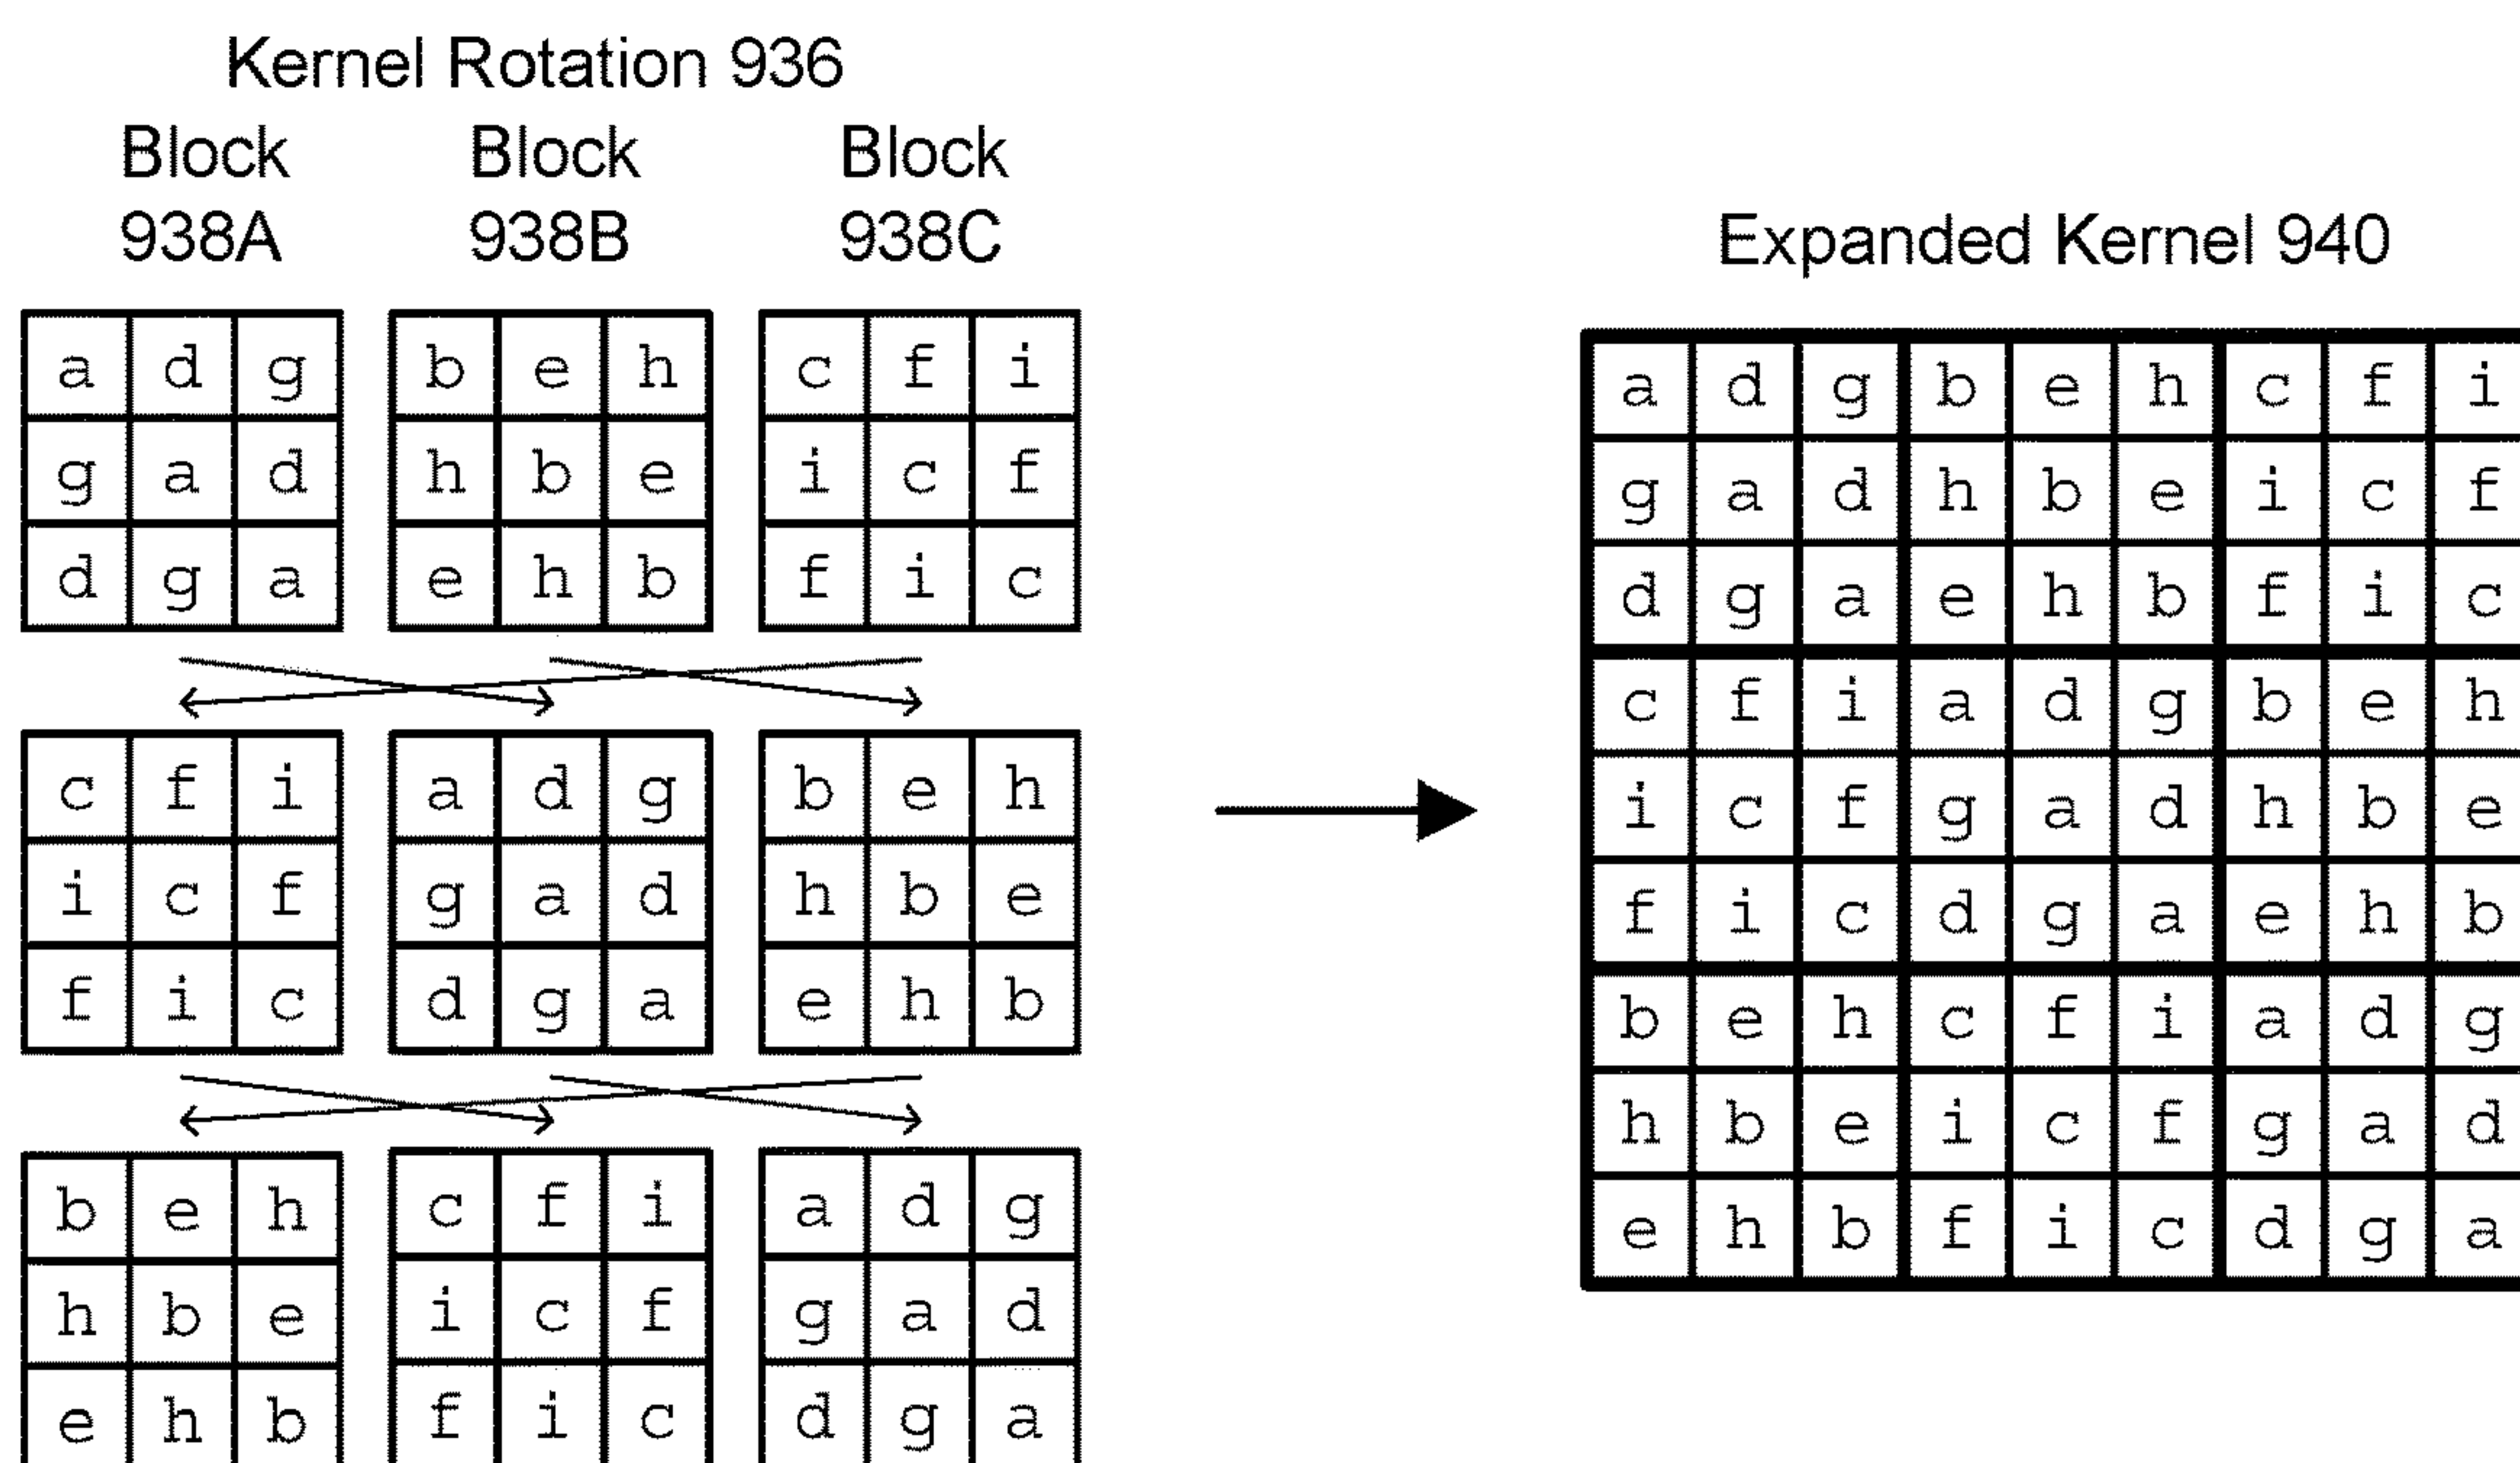 Kernel Rotation 936
Block Block Block
938A 938B 938C
a d g b e h c f i
g a d h b e i c f
d g a e h b f i c
c f i a d g b e h
i c f g a d h b e
f i c d g a e h b
b e h c f i a d g
h b e i c f g a d
e h b f i c d g a
Expanded Kernel 940
a d g b e h c f i
g a d h b e i c f
d g a e h b f i c
c f i a d g b e h
i c f g a d h b e
f i c d g a e h b
b e h c f i a d g
h b e i c f g a d
e h b f i c d g a